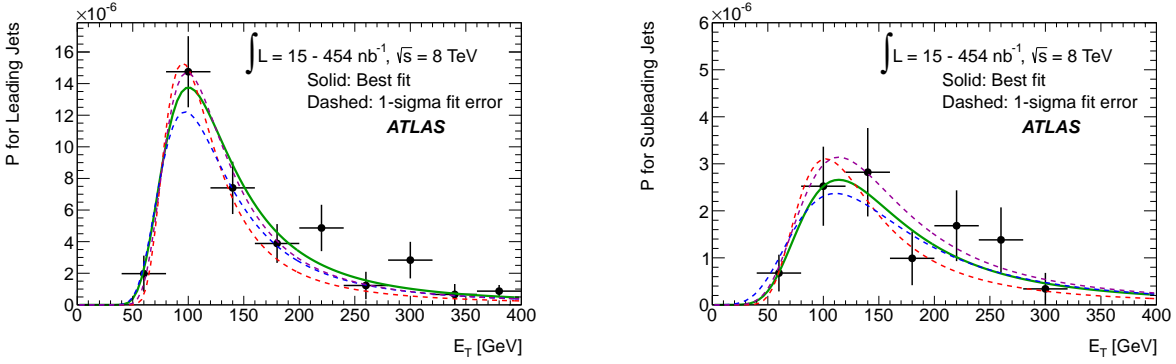 ×10⁻⁶
P for Leading Jets
16
14
12
10
8
6
4
2
0
∫ L = 15 - 454 nb⁻¹, √s = 8 TeV
Solid: Best fit
Dashed: 1-sigma fit error
ATLAS
0 50 100 150 200 250 300 350 400
E_T [GeV]
×10⁻⁶
P for Subleading Jets
6
5
4
3
2
1
0
∫ L = 15 - 454 nb⁻¹, √s = 8 TeV
Solid: Best fit
Dashed: 1-sigma fit error
ATLAS
0 50 100 150 200 250 300 350 400
E_T [GeV]